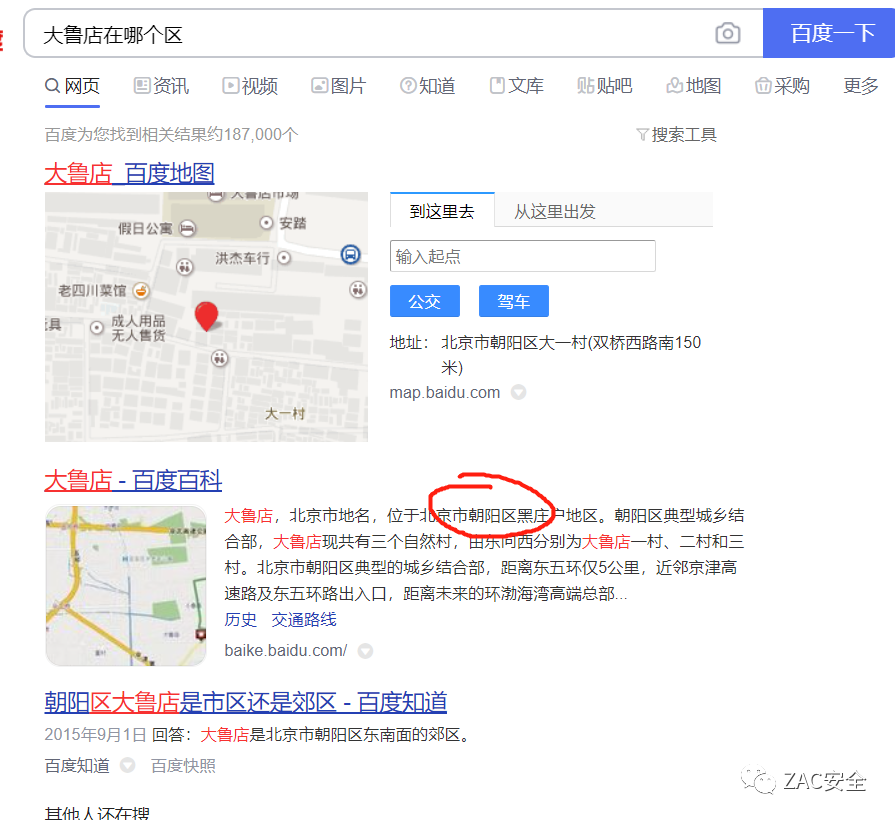 大鲁店在哪个区
百度一下
网页 资讯 视频 图片 知道 文库 贴吧 地图 采购 更多
百度为您找到相关结果约187,000个
搜索工具
大鲁店_百度地图
大鲁店市场
假日公寓
安踏
洪杰车行
老四川菜馆
玩具
成人用品
无人售货
大一村
到这里去 从这里出发
输入起点
公交 驾车
地址: 北京市朝阳区大一村(双桥西路南150
米)
map.baidu.com
大鲁店 - 百度百科
大鲁店，北京市地名，位于北京市朝阳区黑庄户地区。朝阳区典型城乡结
合部，大鲁店现共有三个自然村，由东向西分别为大鲁店一村、二村和三
村。北京市朝阳区典型的城乡结合部，距离东五环仅5公里，近邻京津高
速路及东五环路出入口，距离未来的环渤海湾高端总部...
历史 交通路线
baike.baidu.com/
朝阳区大鲁店是市区还是郊区 - 百度知道
2015年9月1日 回答：大鲁店是北京市朝阳区东南面的郊区。
百度知道 百度快照
其他人还在搜
ZAC安全